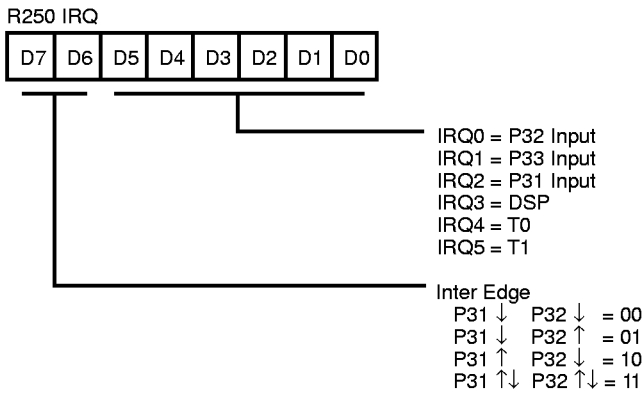 R250 IRQ
D7 D6 D5 D4 D3 D2 D1 D0
IRQ0 = P32 Input
IRQ1 = P33 Input
IRQ2 = P31 Input
IRQ3 = DSP
IRQ4 = T0
IRQ5 = T1
Inter Edge
P31 ↓ P32 ↓ = 00
P31 ↓ P32 ↑ = 01
P31 ↑ P32 ↓ = 10
P31 ↑↓ P32 ↑↓ = 11